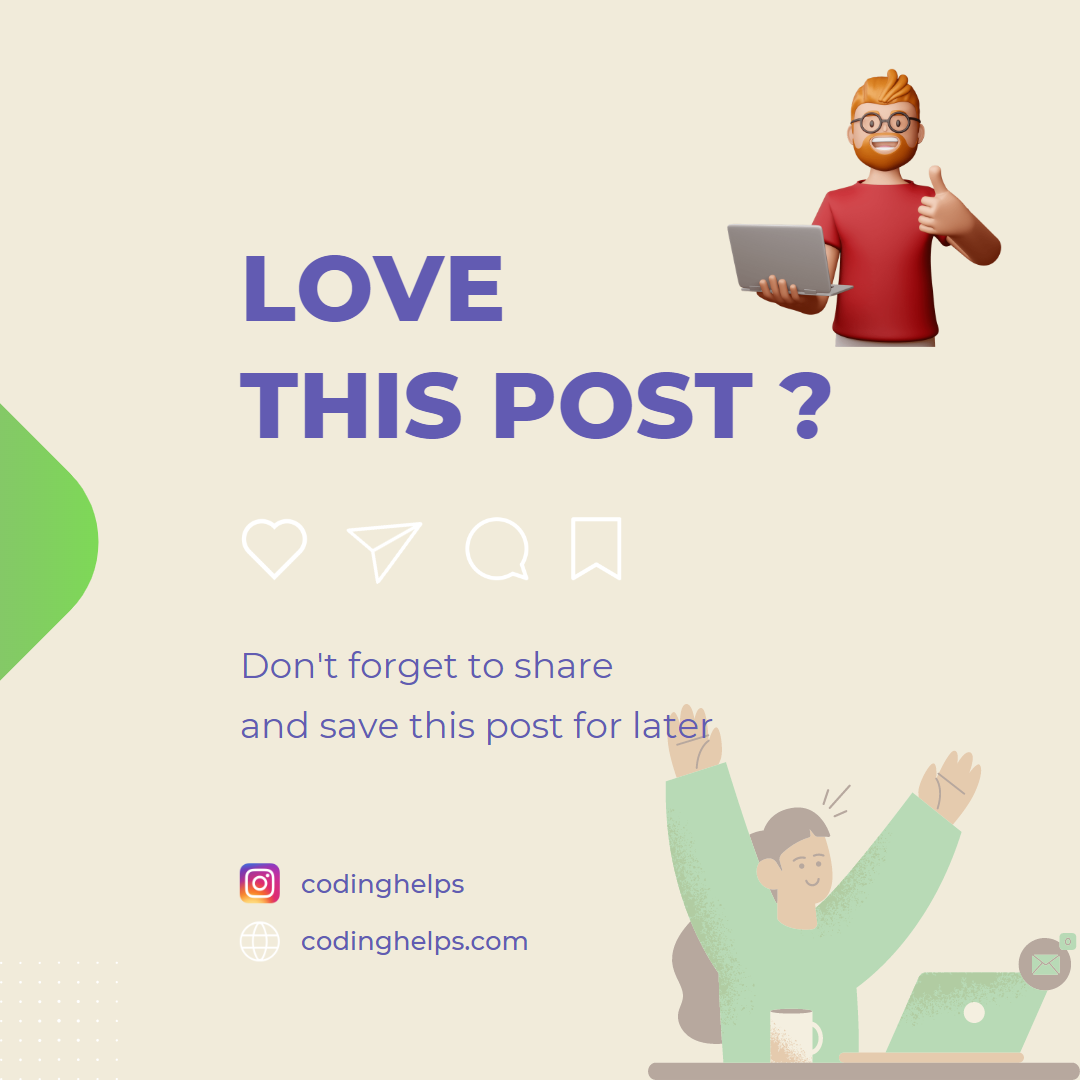 LOVE
THIS POST ?
Don't forget to share
and save this post for later
codinghelps
codinghelps.com